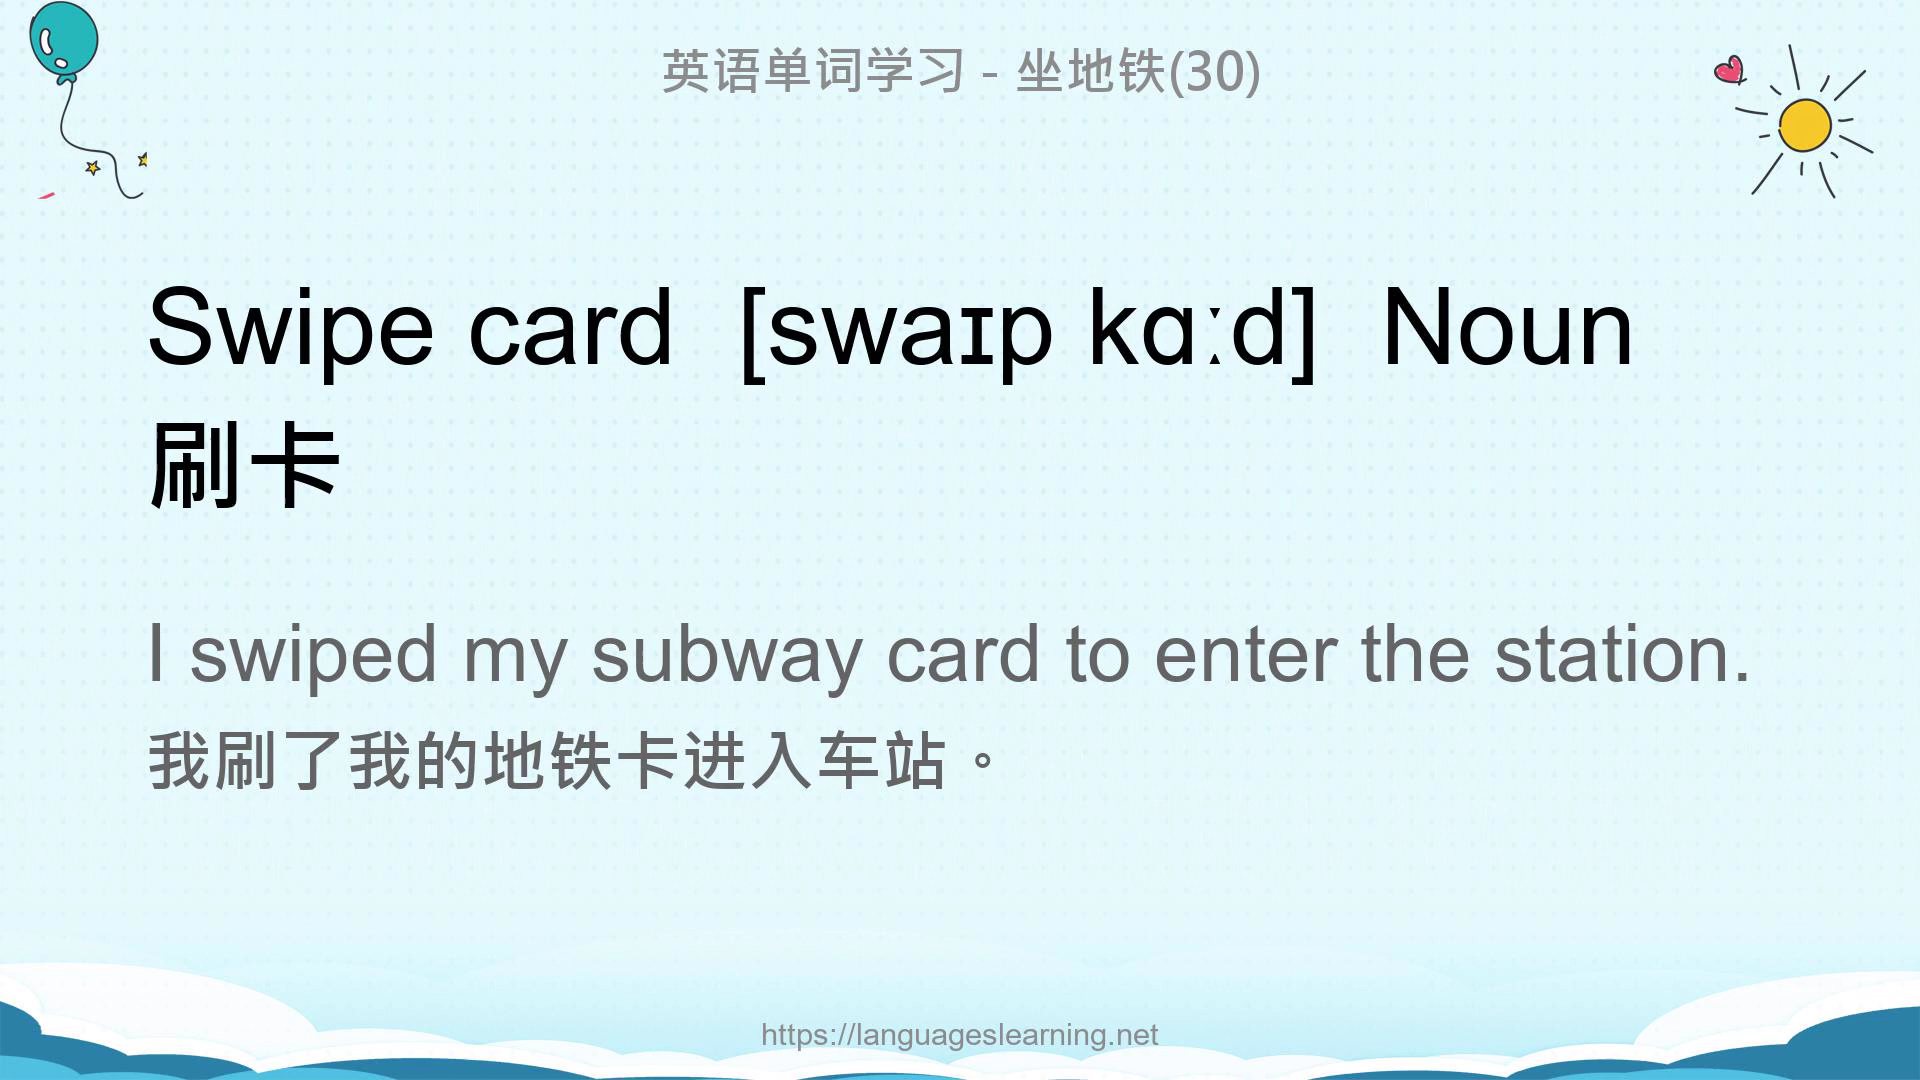 英语单词学习 - 坐地铁(30)
Swipe card [swaɪp kɑːd] Noun
刷卡
I swiped my subway card to enter the station.
我刷了我的地铁卡进入车站。
https://languageslearning.net